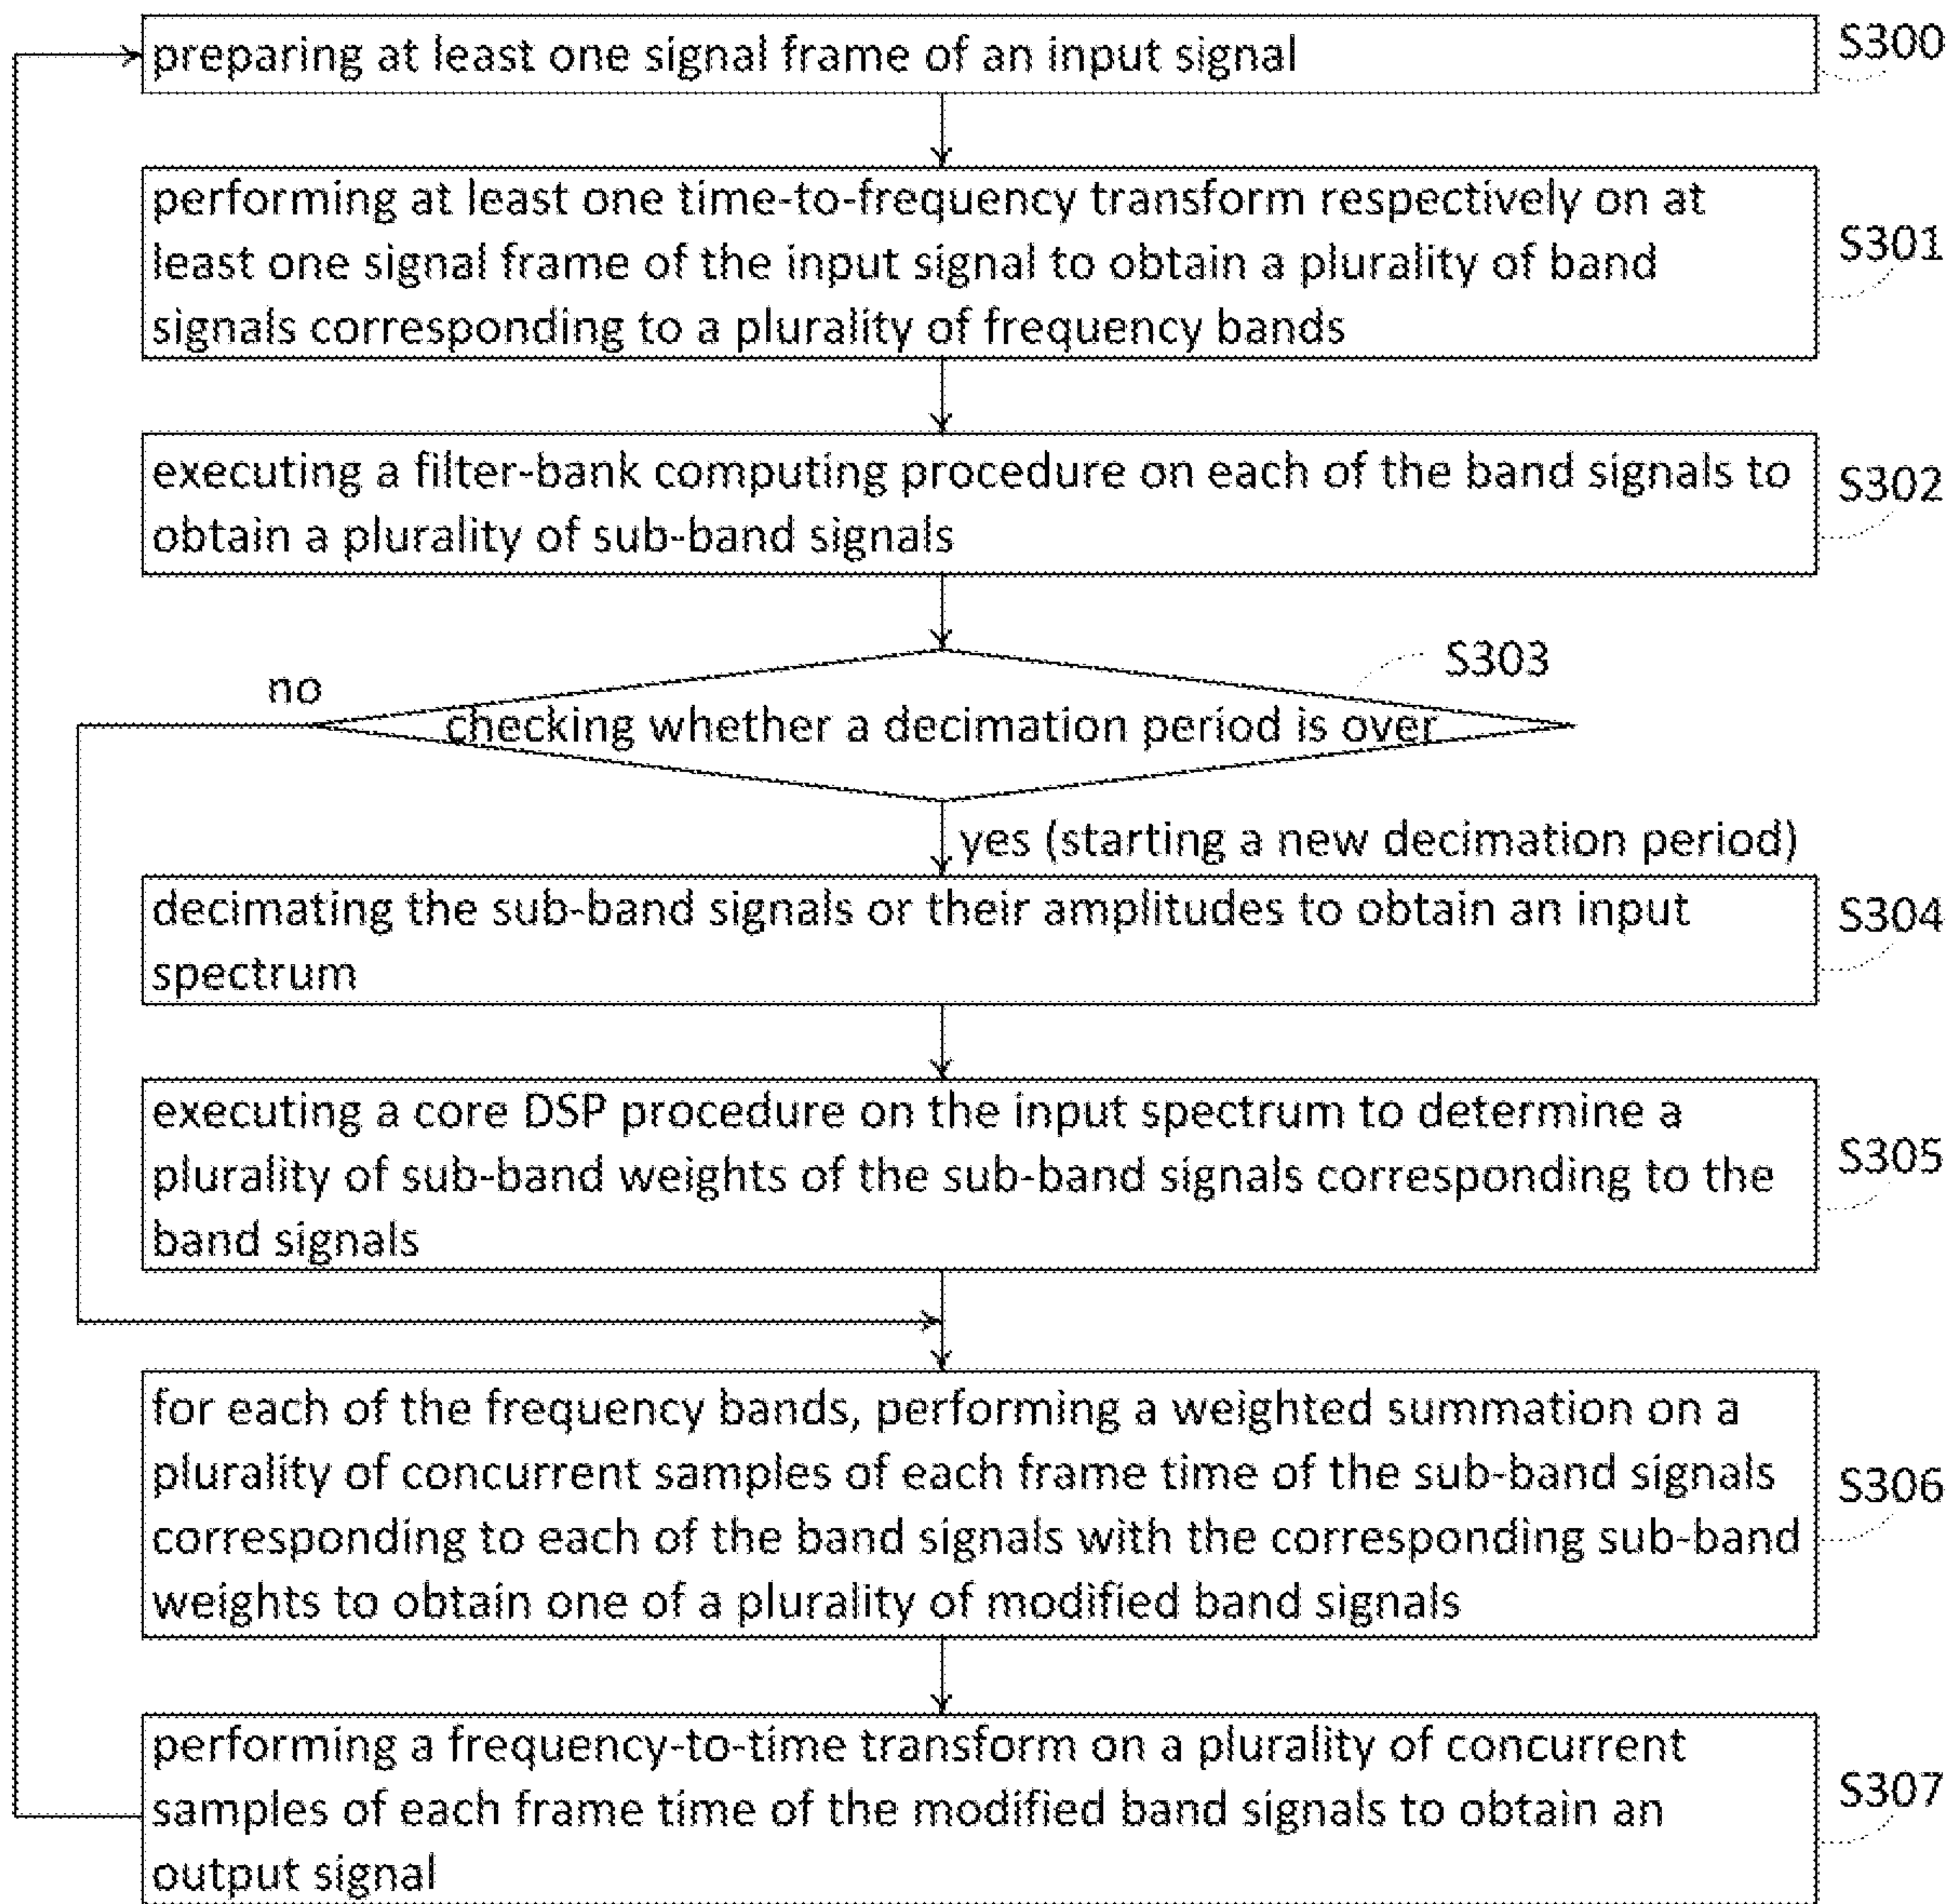 preparing at least one signal frame of an input signal
S300
performing at least one time-to-frequency transform respectively on at
least one signal frame of the input signal to obtain a plurality of band
signals corresponding to a plurality of frequency bands
S301
executing a filter-bank computing procedure on each of the band signals to
obtain a plurality of sub-band signals
S302
S303
no
checking whether a decimation period is over
yes (starting a new decimation period)
decimating the sub-band signals or their amplitudes to obtain an input
spectrum
S304
executing a core DSP procedure on the input spectrum to determine a
plurality of sub-band weights of the sub-band signals corresponding to the
band signals
S305
for each of the frequency bands, performing a weighted summation on a
plurality of concurrent samples of each frame time of the sub-band signals
corresponding to each of the band signals with the corresponding sub-band
weights to obtain one of a plurality of modified band signals
S306
performing a frequency-to-time transform on a plurality of concurrent
samples of each frame time of the modified band signals to obtain an
output signal
S307